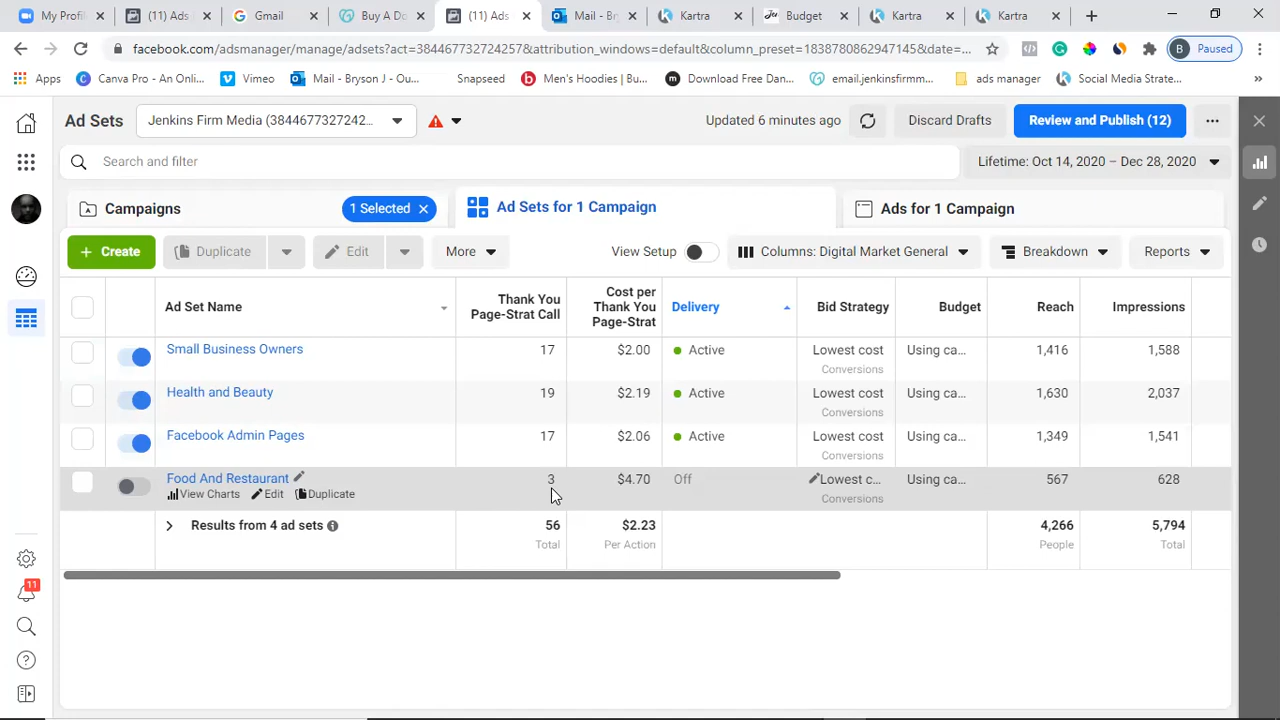 My Profil
(11) Ads
Gmail
Buy A Do
(11) Ads
Mail - Br
Kartra
Budget
Kartra
Kartra
facebook.com/adsmanager/manage/adsets?act=384467732724257&attribution_windows=default&column_preset=1838780862947145&date=...
B Paused
Apps
Canva Pro - An Onli...
Vimeo
Mail - Bryson J - Ou...
Snapseed
Men's Hoodies | Bu...
Download Free Dan...
email.jenkinsfirmm...
ads manager
Social Media Strate...
»
Ad Sets
Jenkins Firm Media (3844677327242...
Updated 6 minutes ago
Discard Drafts
Review and Publish (12)
Search and filter
Lifetime: Oct 14, 2020 – Dec 28, 2020
Campaigns
1 Selected
Ad Sets for 1 Campaign
Ads for 1 Campaign
+ Create
Duplicate
Edit
More
View Setup
Columns: Digital Market General
Breakdown
Reports
Ad Set Name
Thank You Page-Strat Call
Cost per Thank You Page-Strat
Delivery
Bid Strategy
Budget
Reach
Impressions
Small Business Owners 17 $2.00 Active Lowest cost Using ca... 1,416 1,588
Conversions
Health and Beauty 19 $2.19 Active Lowest cost Using ca... 1,630 2,037
Conversions
Facebook Admin Pages 17 $2.06 Active Lowest cost Using ca... 1,349 1,541
Conversions
Food And Restaurant 3 $4.70 Off Lowest c... Using ca... 567 628
View Charts Edit Duplicate Conversions
Results from 4 ad sets 56 $2.23 4,266 5,794
Total Per Action People Total
11